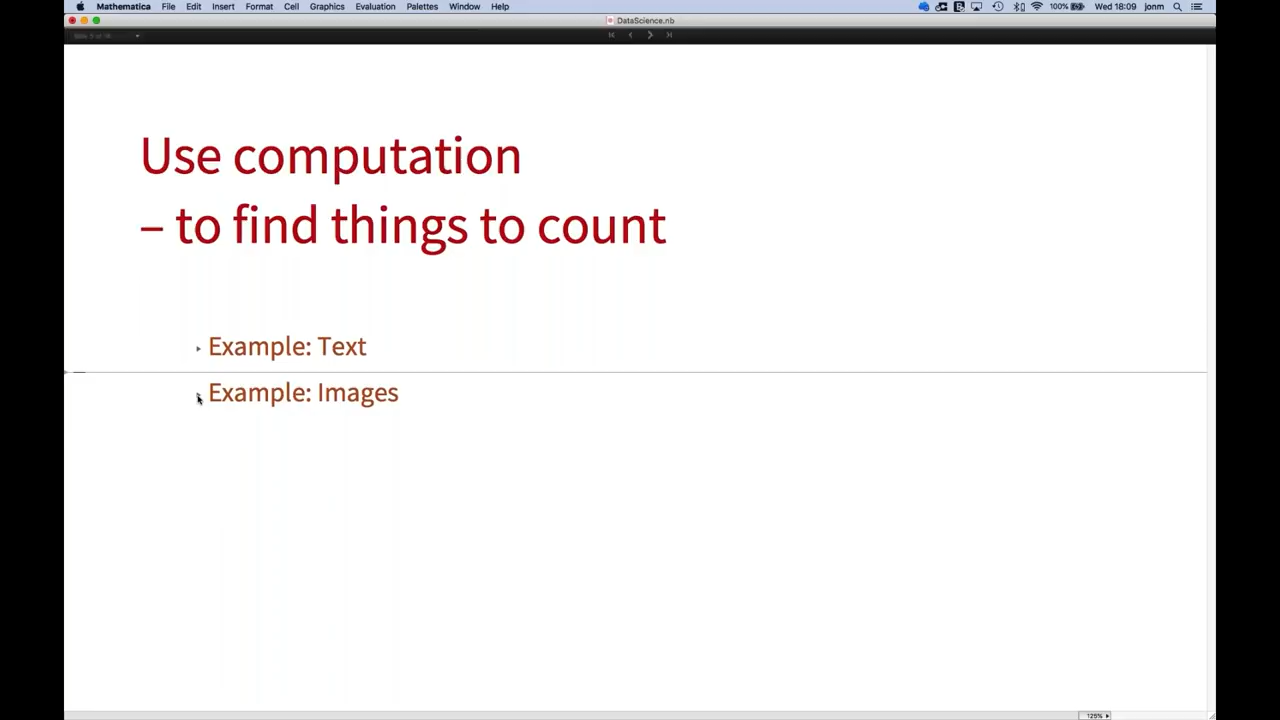 Mathematica File Edit Insert Format Cell Graphics Evaluation Palettes Window Help 100% Wed 18:09 jonm
DataScience.nb
Use computation
– to find things to count
Example: Text
Example: Images
125%